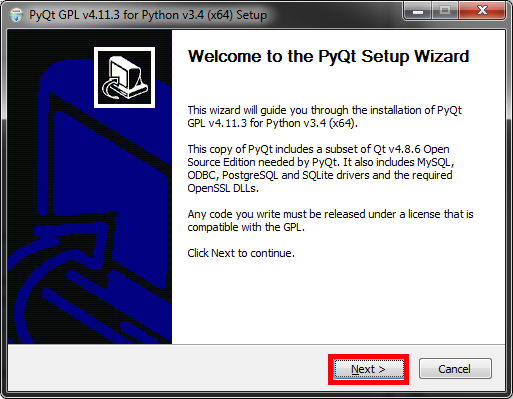 PyQt GPL v4.11.3 for Python v3.4 (x64) Setup
Welcome to the PyQt Setup Wizard
This wizard will guide you through the installation of PyQt
GPL v4.11.3 for Python v3.4 (x64).
This copy of PyQt includes a subset of Qt v4.8.6 Open
Source Edition needed by PyQt. It also includes MySQL,
ODBC, PostgreSQL and SQLite drivers and the required
OpenSSL DLLs.
Any code you write must be released under a license that is
compatible with the GPL.
Click Next to continue.
Next >
Cancel